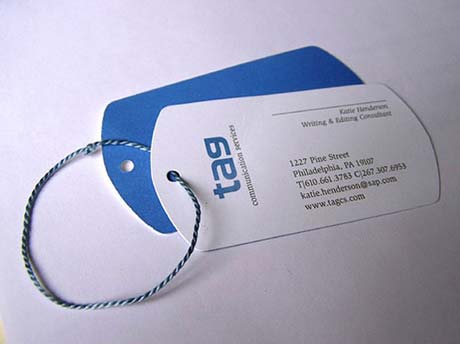 tag
communication services
Katie Henderson
Writing & Editing Consultant
1227 Pine Street
Philadelphia, PA 19107
T|610.661.3783 C|267.307.6953
katie.henderson@sap.com
www.tagcs.com